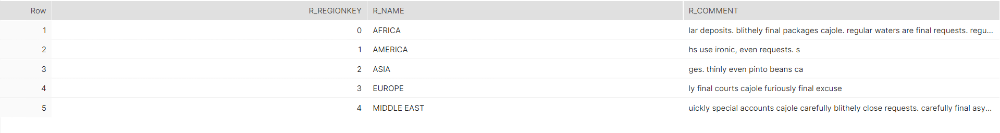 Row R_REGIONKEY R_NAME R_COMMENT
1 0 AFRICA lar deposits. blithely final packages cajole. regular waters are final requests. regu...
2 1 AMERICA hs use ironic, even requests. s
3 2 ASIA ges. thinly even pinto beans ca
4 3 EUROPE ly final courts cajole furiously final excuse
5 4 MIDDLE EAST uickly special accounts cajole carefully blithely close requests. carefully final asy...